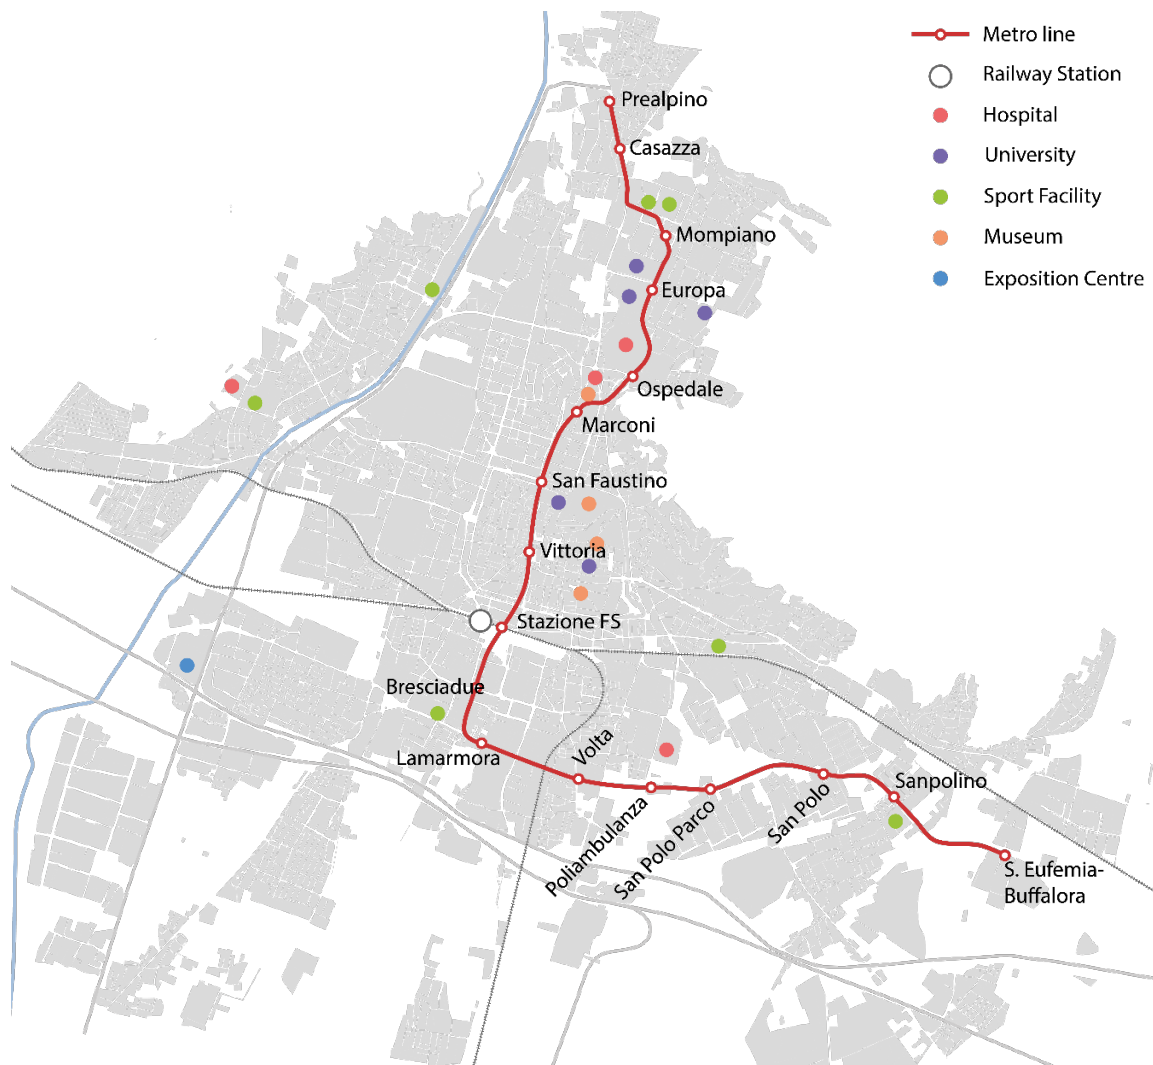 Metro line
Railway Station
Hospital
University
Sport Facility
Museum
Exposition Centre
Prealpino
Casazza
Mompiano
Europa
Ospedale
Marconi
San Faustino
Vittoria
Stazione FS
Bresciadue
Lamarmora
Volta
Poliambulanza
San Polo Parco
San Polo
Sanpolino
S. Eufemia-
Buffalora